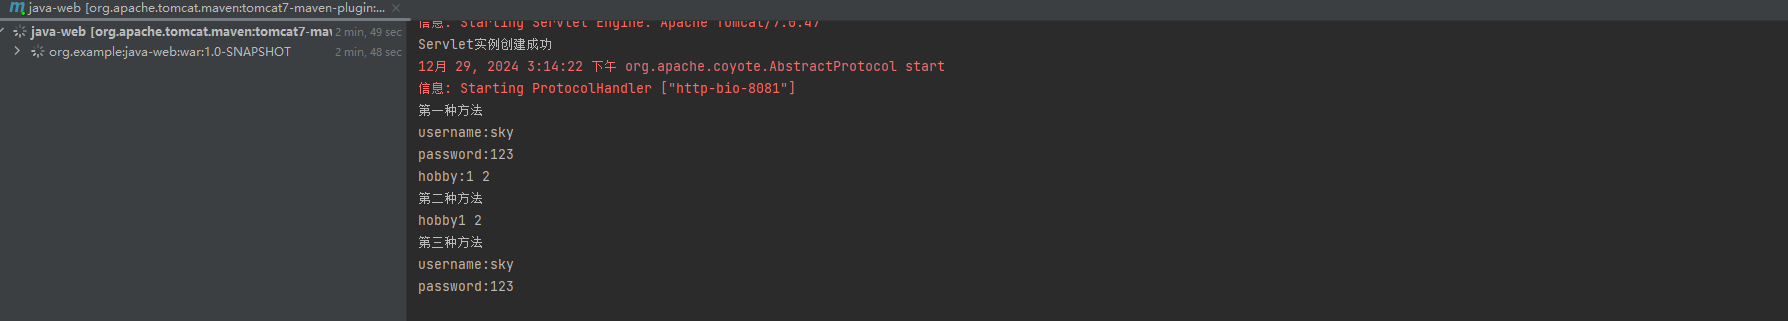 java-web [org.apache.tomcat.maven:tomcat7-maven-plugin:...
java-web [org.apache.tomcat.maven:tomcat7-mav 2 min, 49 sec
org.example:java-web:war:1.0-SNAPSHOT 2 min, 48 sec
信息: Starting Servlet Engine: Apache Tomcat/7.0.47
Servlet实例创建成功
12月 29, 2024 3:14:22 下午 org.apache.coyote.AbstractProtocol start
信息: Starting ProtocolHandler ["http-bio-8081"]
第一种方法
username:sky
password:123
hobby:1 2
第二种方法
hobby1 2
第三种方法
username:sky
password:123